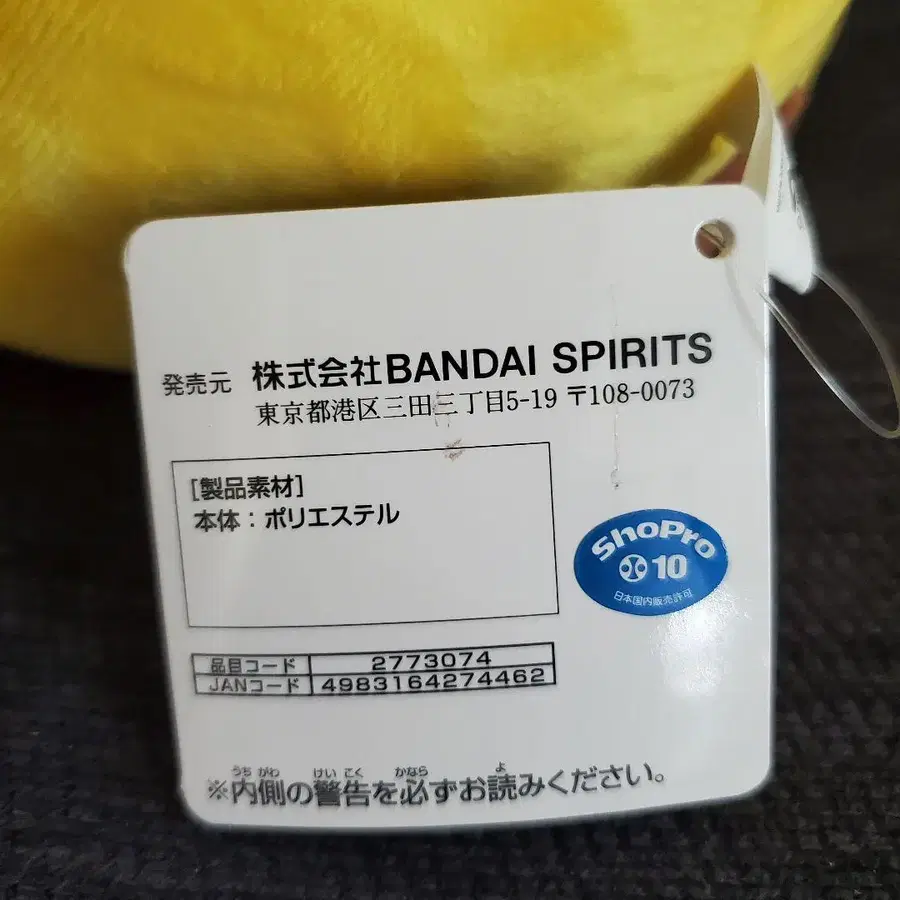 発売元 株式会社BANDAI SPIRITS
東京都港区三田三丁目5-19 〒108-0073
[製品素材]
本体：ポリエステル
ShoPro
10
日本国内販売許可
品目コード 2773074
JANコード 4983164274462
うちがわ けいこく かなら よ
※内側の警告を必ずお読みください。